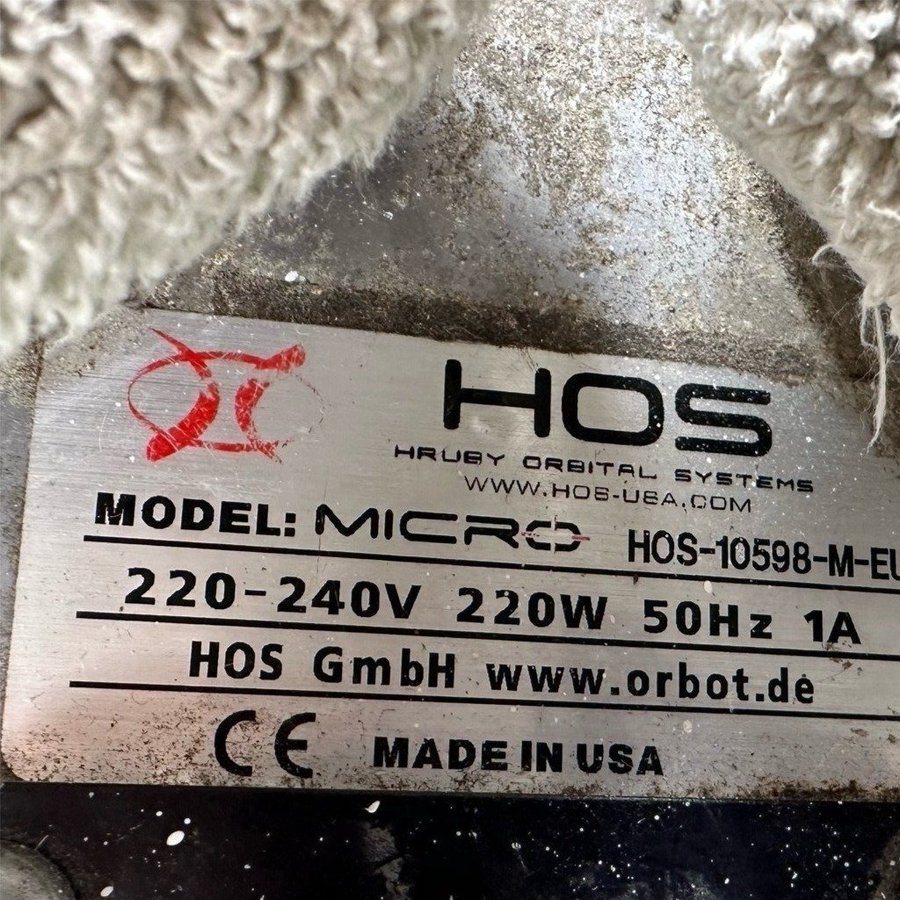 HOS
HRUBY ORBITAL SYSTEMS
WWW.HOS-USA.COM
MODEL: MICRO HOS-10598-M-EU
220-240V 220W 50Hz 1A
HOS GmbH www.orbot.de
CE MADE IN USA